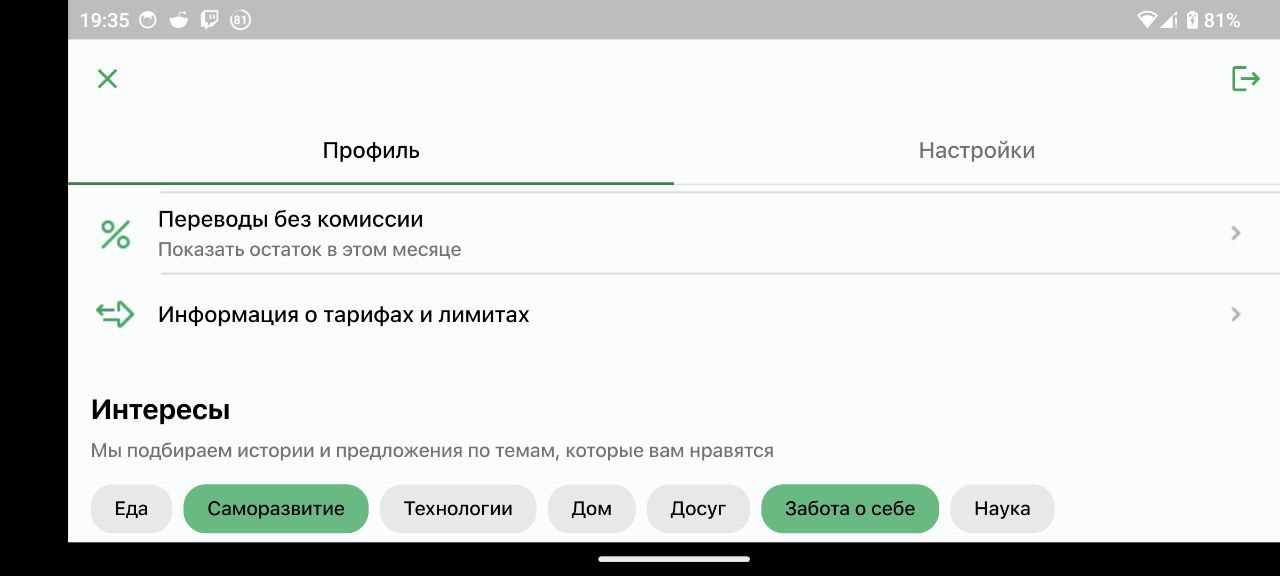 19:35 81 81%
Профиль Настройки
Переводы без комиссии
Показать остаток в этом месяце
Информация о тарифах и лимитах
Интересы
Мы подбираем истории и предложения по темам, которые вам нравятся
Еда Саморазвитие Технологии Дом Досуг Забота о себе Наука